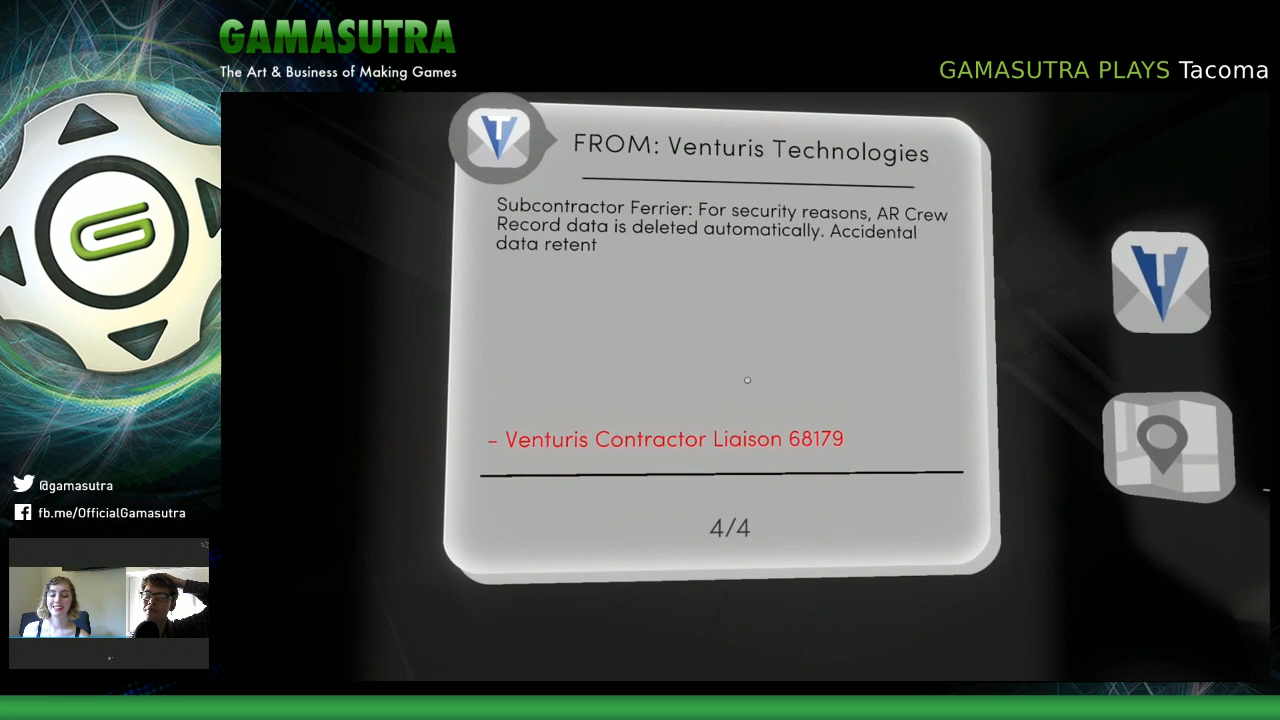 GAMASUTRA
The Art & Business of Making Games
GAMASUTRA PLAYS Tacoma
FROM: Venturis Technologies
Subcontractor Ferrier: For security reasons, AR Crew
Record data is deleted automatically. Accidental
data retent
- Venturis Contractor Liaison 68179
4/4
@gamasutra
fb.me/OfficialGamasutra